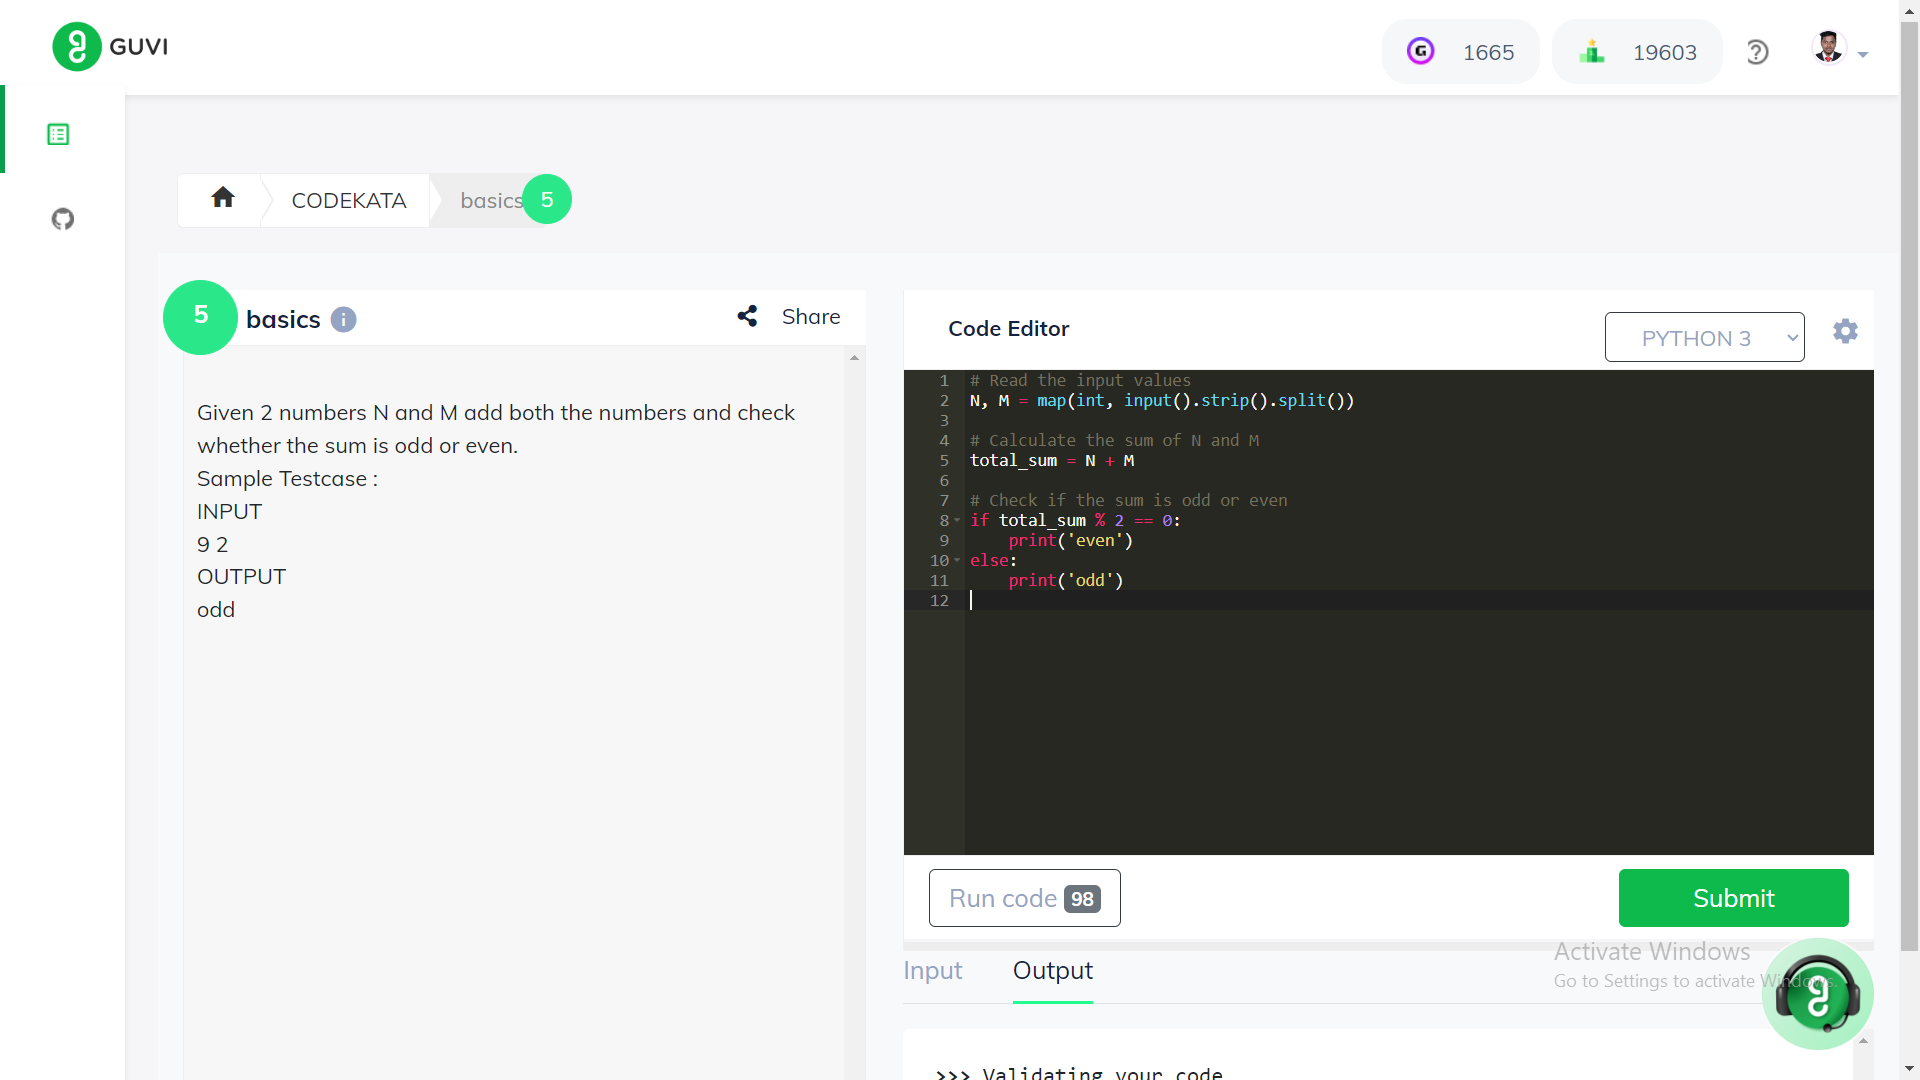 GUVI
1665
19603
CODEKATA
basics
5
5
basics
Share
Given 2 numbers N and M add both the numbers and check
whether the sum is odd or even.
Sample Testcase :
INPUT
9 2
OUTPUT
odd
Code Editor
PYTHON 3
1 # Read the input values
2 N, M = map(int, input().strip().split())
3
4 # Calculate the sum of N and M
5 total_sum = N + M
6
7 # Check if the sum is odd or even
8 if total_sum % 2 == 0:
9 print('even')
10 else:
11 print('odd')
12
Run code 98
Submit
Input
Output
Activate Windows
Go to Settings to activate Windows.
>>> Validating your code